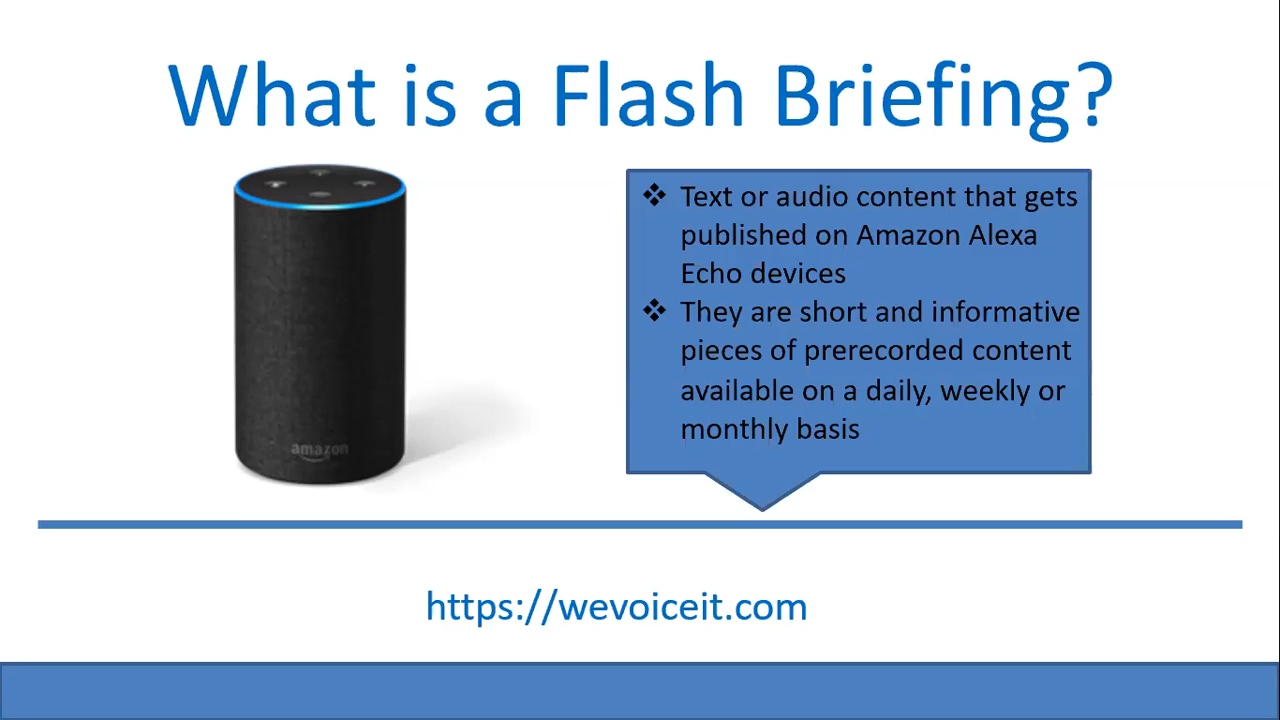 What is a Flash Briefing?
❖ Text or audio content that gets
published on Amazon Alexa
Echo devices
❖ They are short and informative
pieces of prerecorded content
available on a daily, weekly or
monthly basis
amazon
https://wevoiceit.com